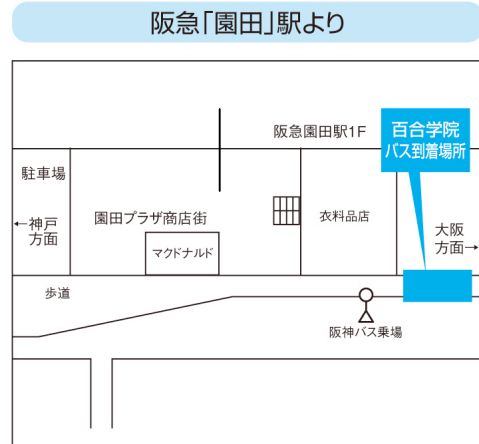 阪急「園田」駅より
阪急園田駅1F
百合学院
バス到着場所
駐車場
←神戸
方面
園田プラザ商店街
衣料品店
大阪
方面→
マクドナルド
歩道
阪神バス乗場